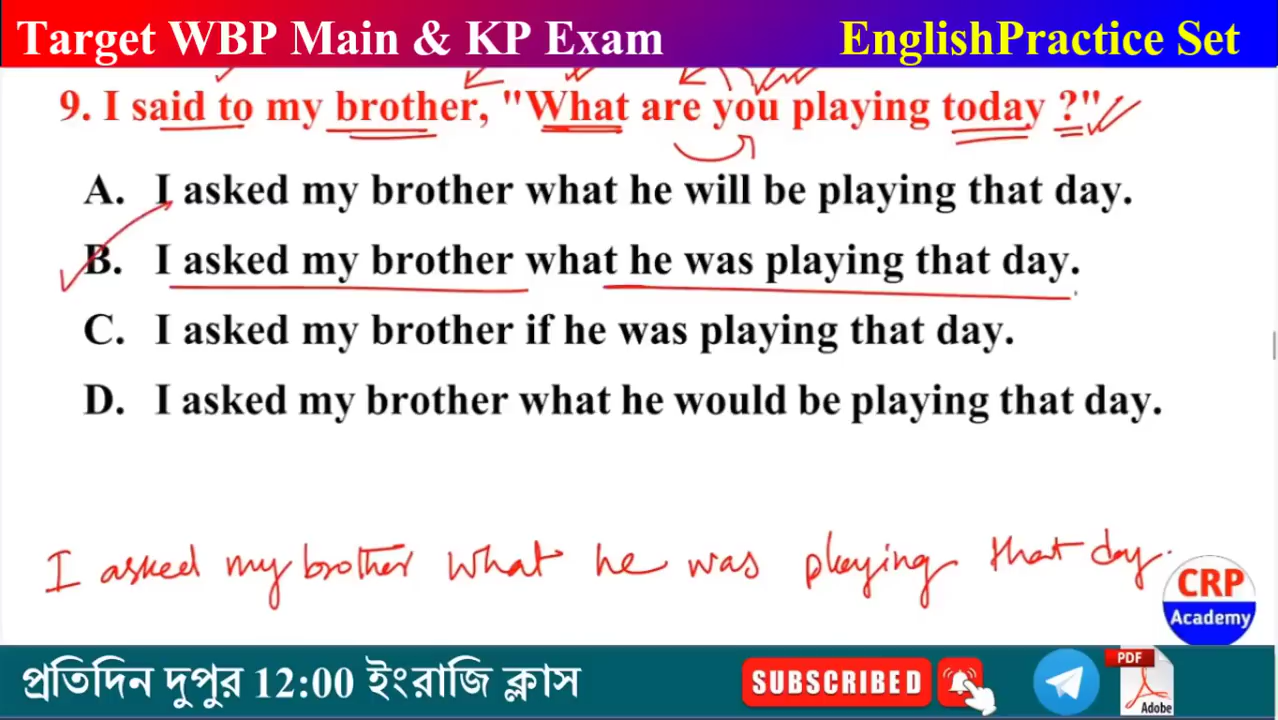 Target WBP Main & KP Exam EnglishPractice Set
9. I said to my brother, "What are you playing today ?"
A. I asked my brother what he will be playing that day.
B. I asked my brother what he was playing that day.
C. I asked my brother if he was playing that day.
D. I asked my brother what he would be playing that day.
I asked my brother what he was playing that day.
CRP
Academy
প্রতিদিন দুপুর 12:00 ইংরাজি ক্লাস SUBSCRIBED PDF
Adobe